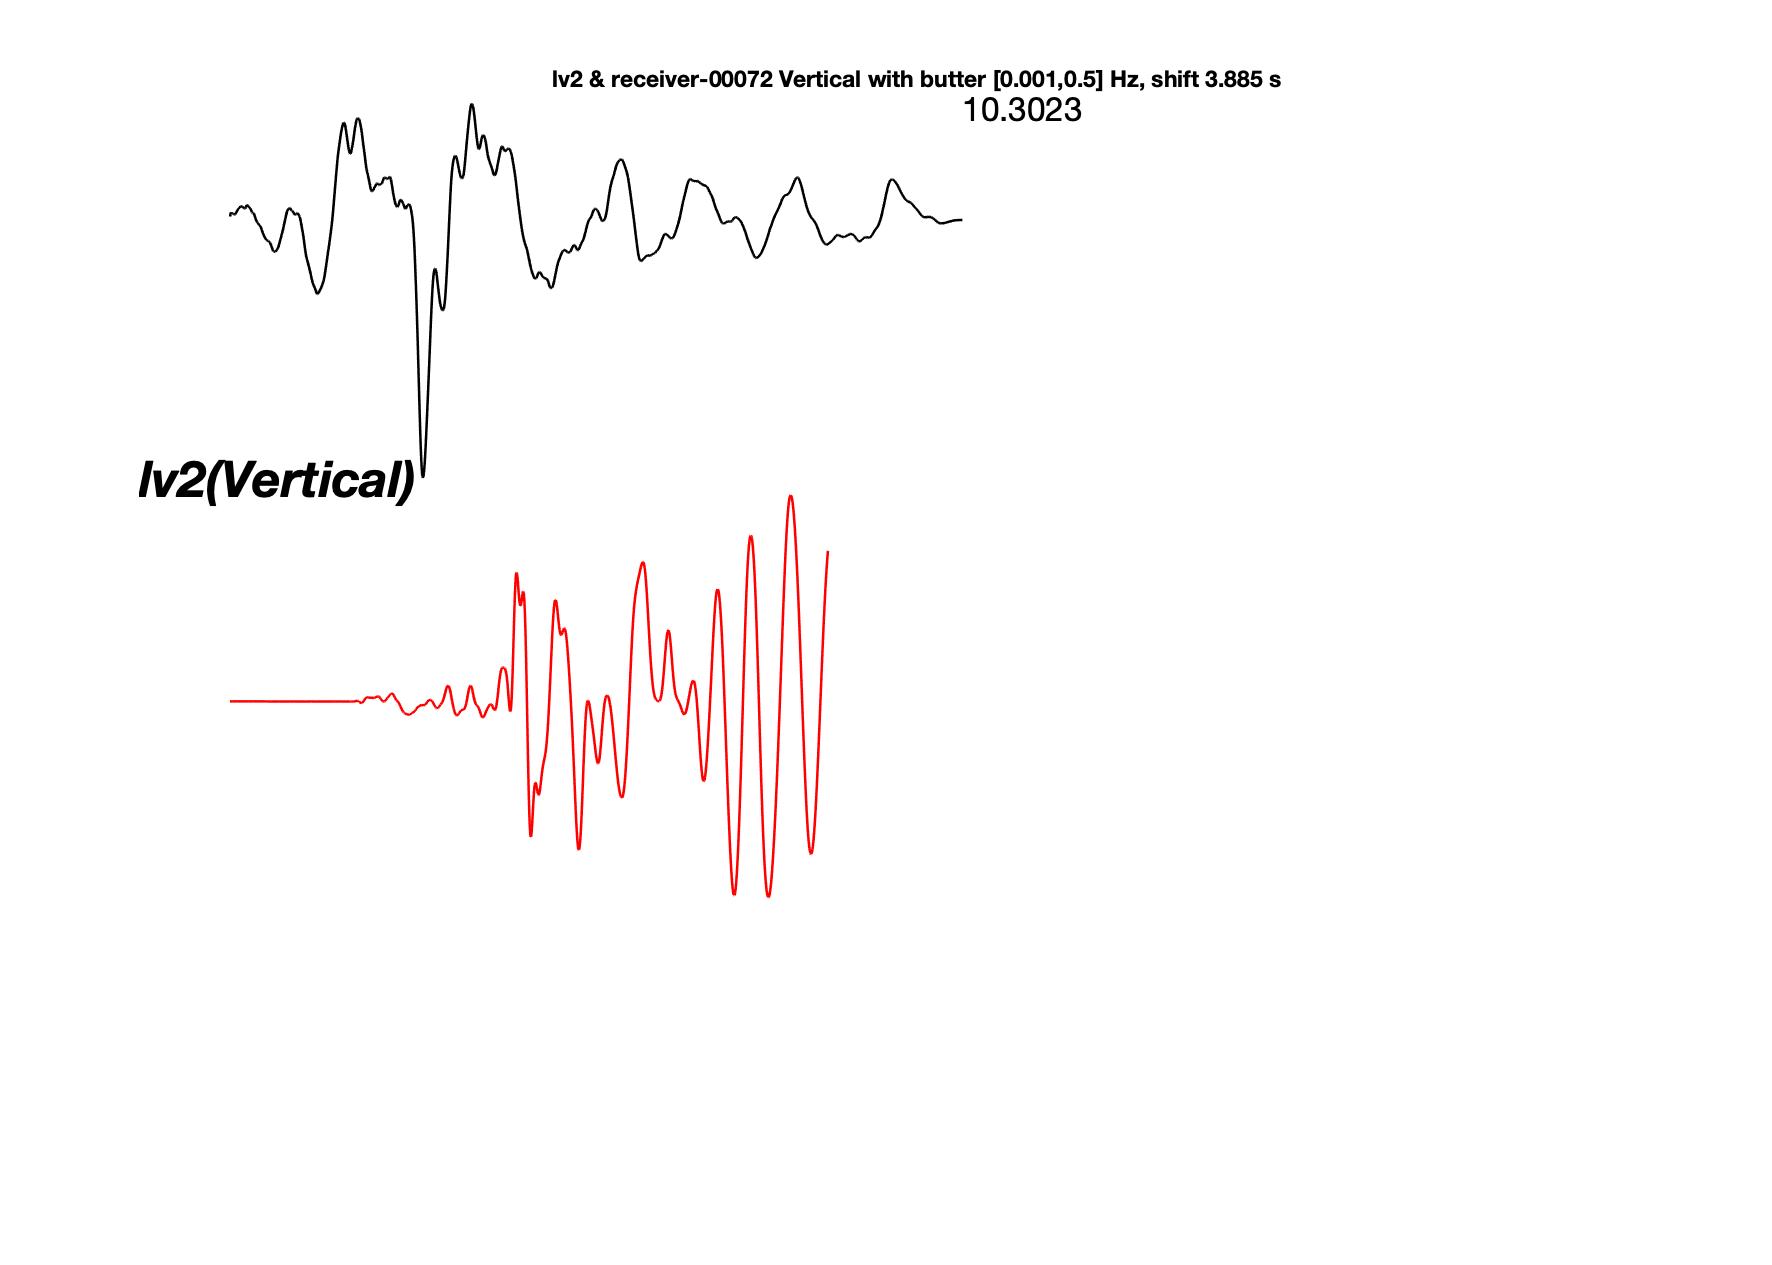 lv2 & receiver-00072 Vertical with butter [0.001,0.5] Hz, shift 3.885 s
10.3023
lv2(Vertical)